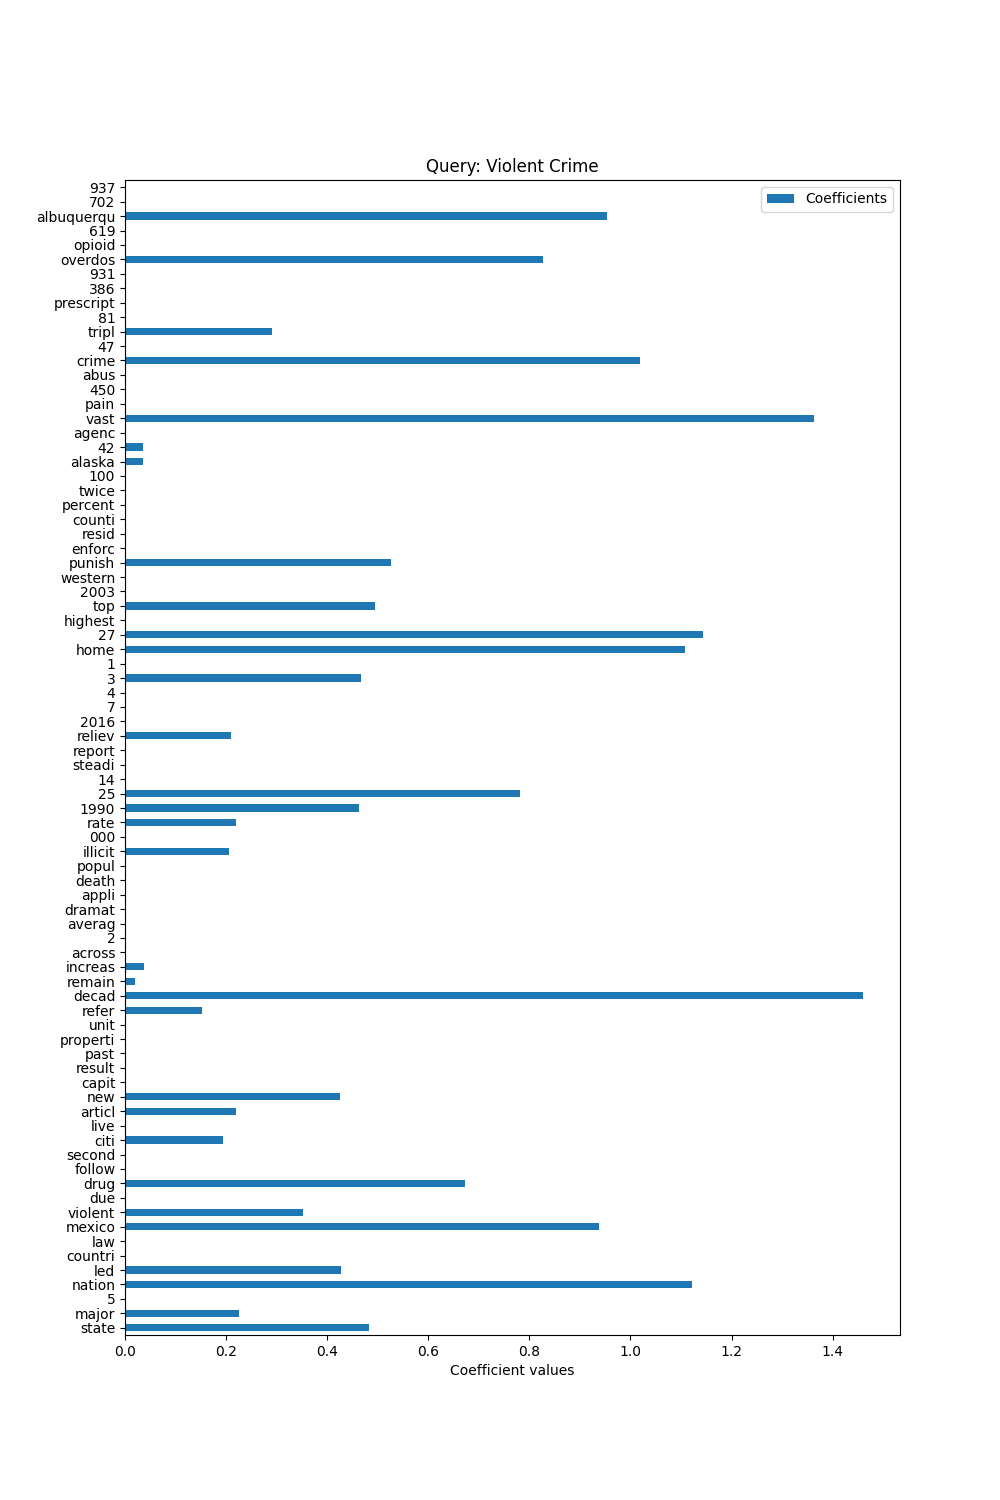 Query: Violent Crime
Coefficients
937
702
albuquerqu
619
opioid
overdos
931
386
prescript
81
tripl
47
crime
abus
450
pain
vast
agenc
42
alaska
100
twice
percent
counti
resid
enforc
punish
western
2003
top
highest
27
home
1
3
4
7
2016
reliev
report
steadi
14
25
1990
rate
000
illicit
popul
death
appli
dramat
averag
2
across
increas
remain
decad
refer
unit
properti
past
result
capit
new
articl
live
citi
second
follow
drug
due
violent
mexico
law
countri
led
nation
5
major
state
0.0 0.2 0.4 0.6 0.8 1.0 1.2 1.4
Coefficient values